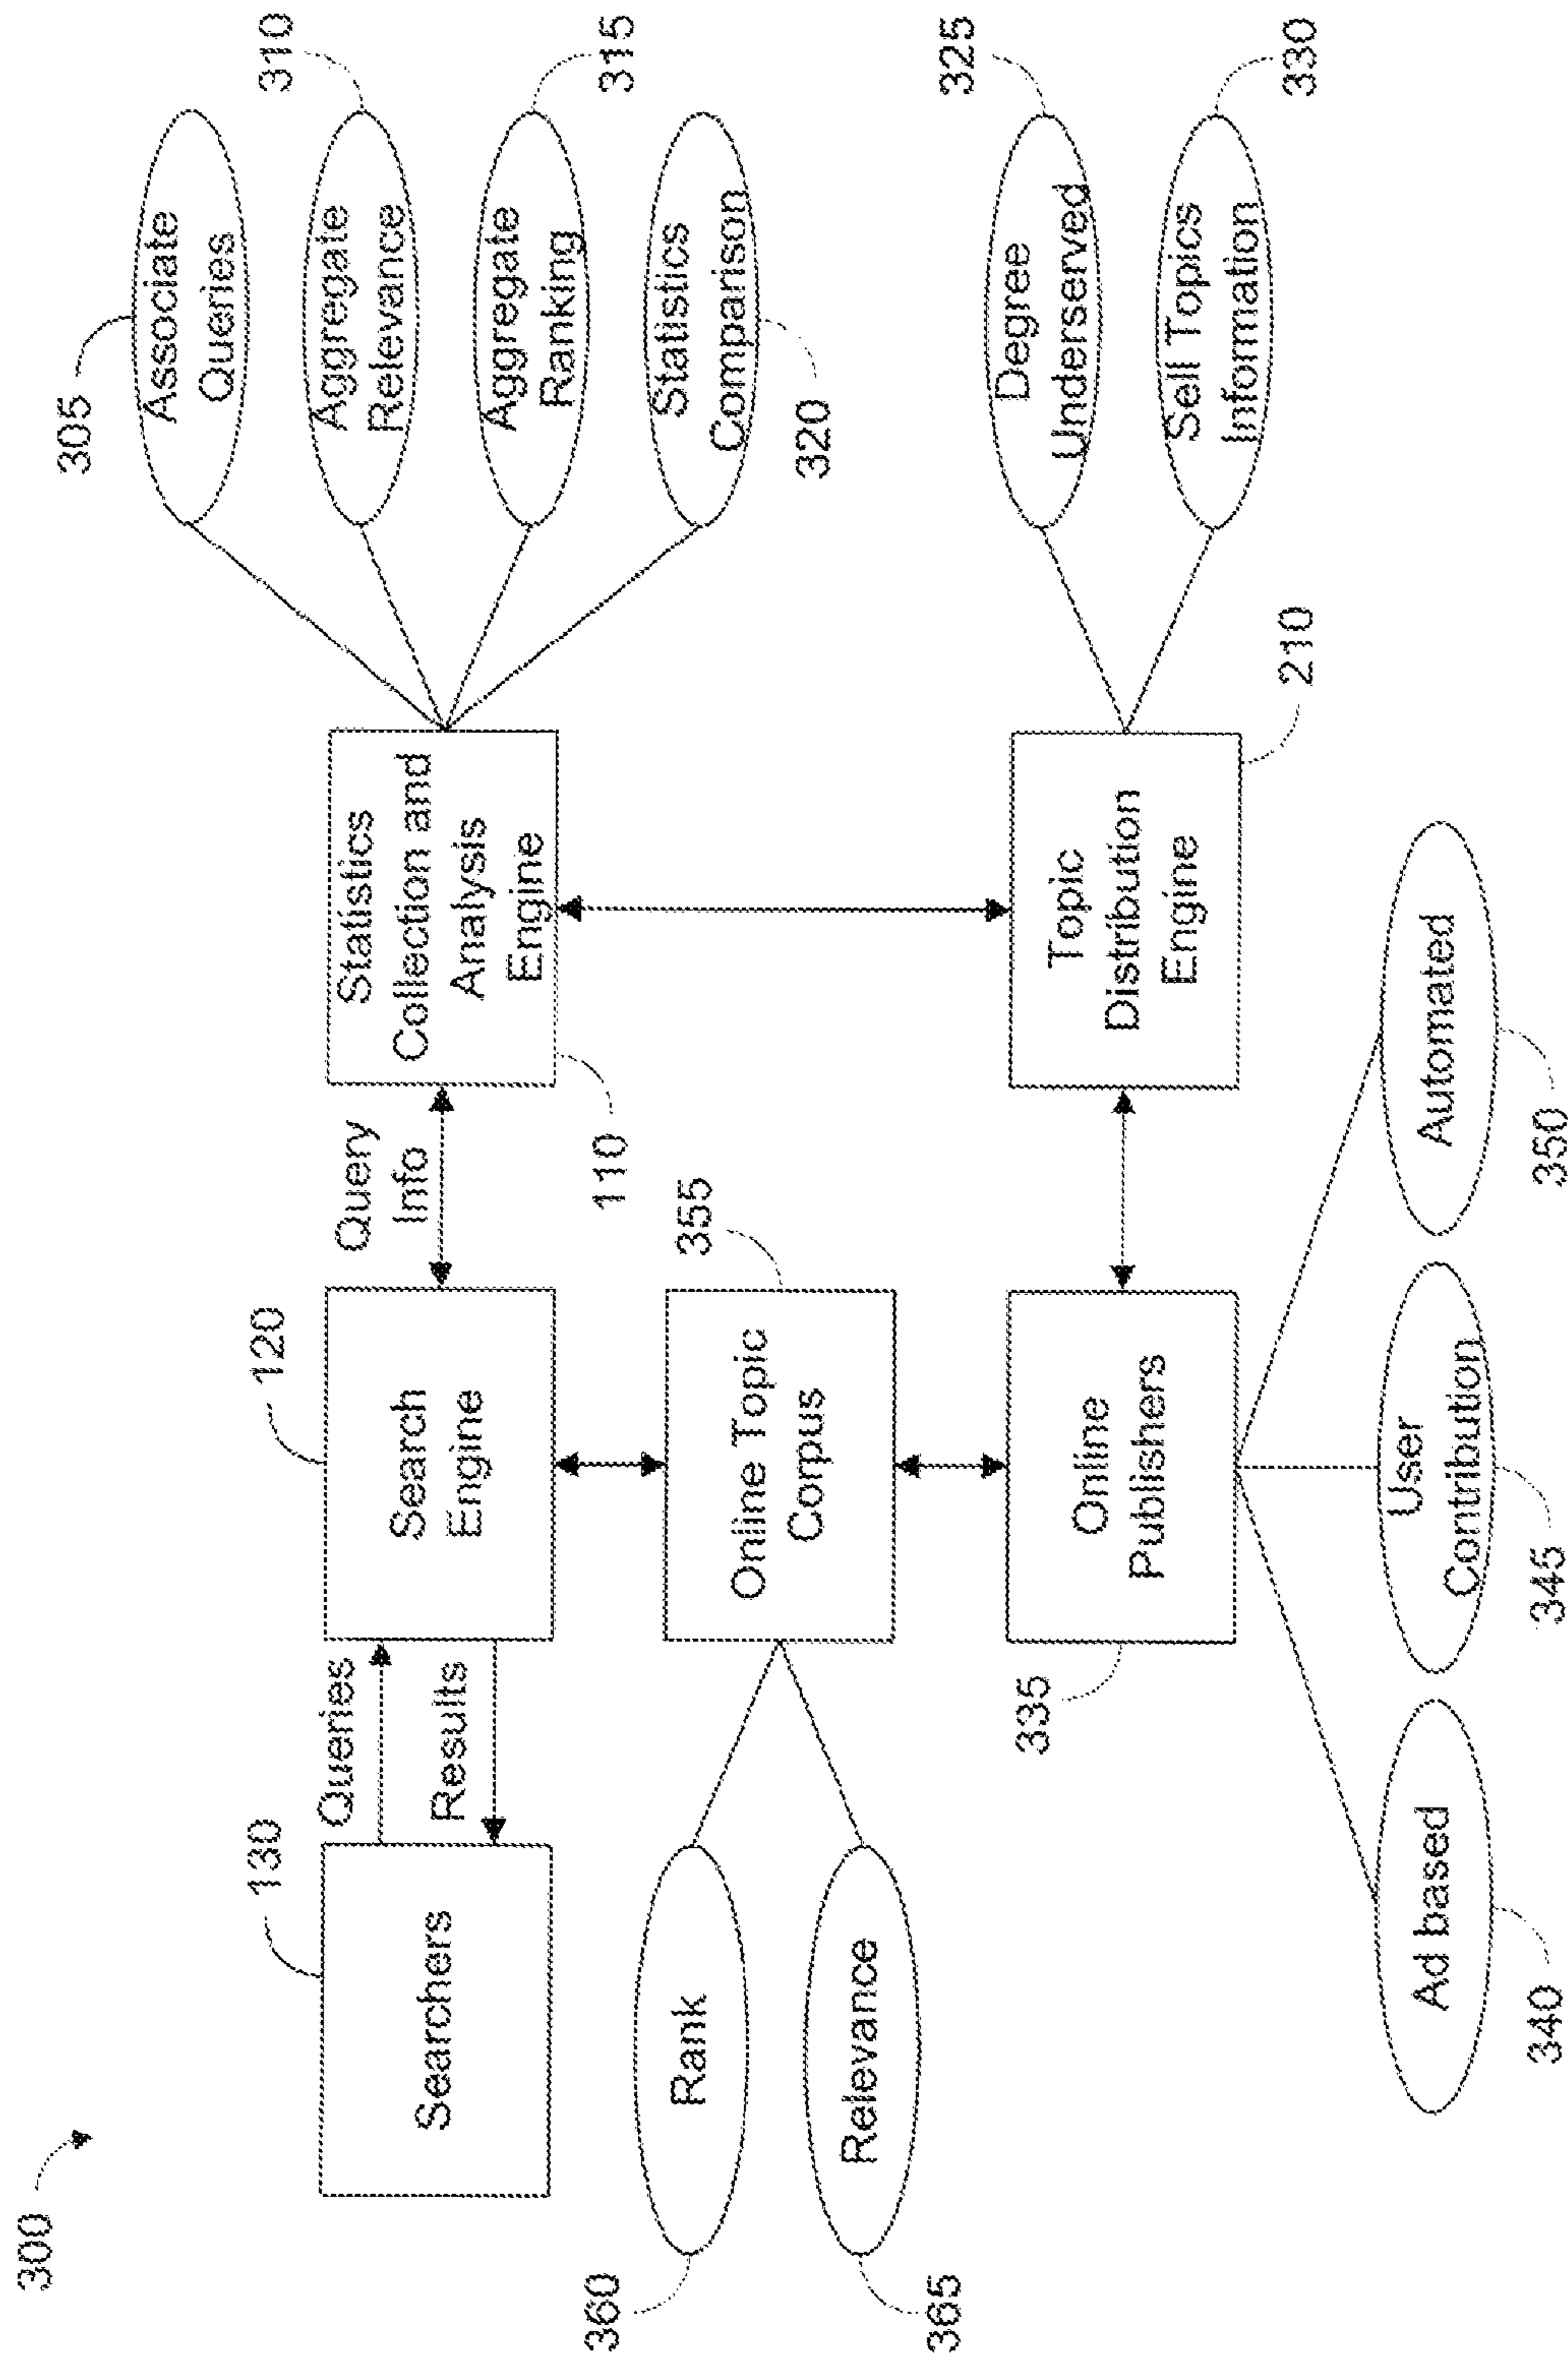 300
130
Searchers
Queries
Results
120
Search
Engine
Query
Info
110
Statistics
Collection and
Analysis
Engine
305
Associate
Queries
310
Aggregate
Relevance
315
Aggregate
Ranking
320
Statistics
Comparison
360
Rank
365
Relevance
355
Online Topic
Corpus
335
Online
Publishers
210
Topic
Distribution
Engine
325
Degree
Underserved
330
Sell Topics
Information
340
Ad based
345
User
Contribution
350
Automated